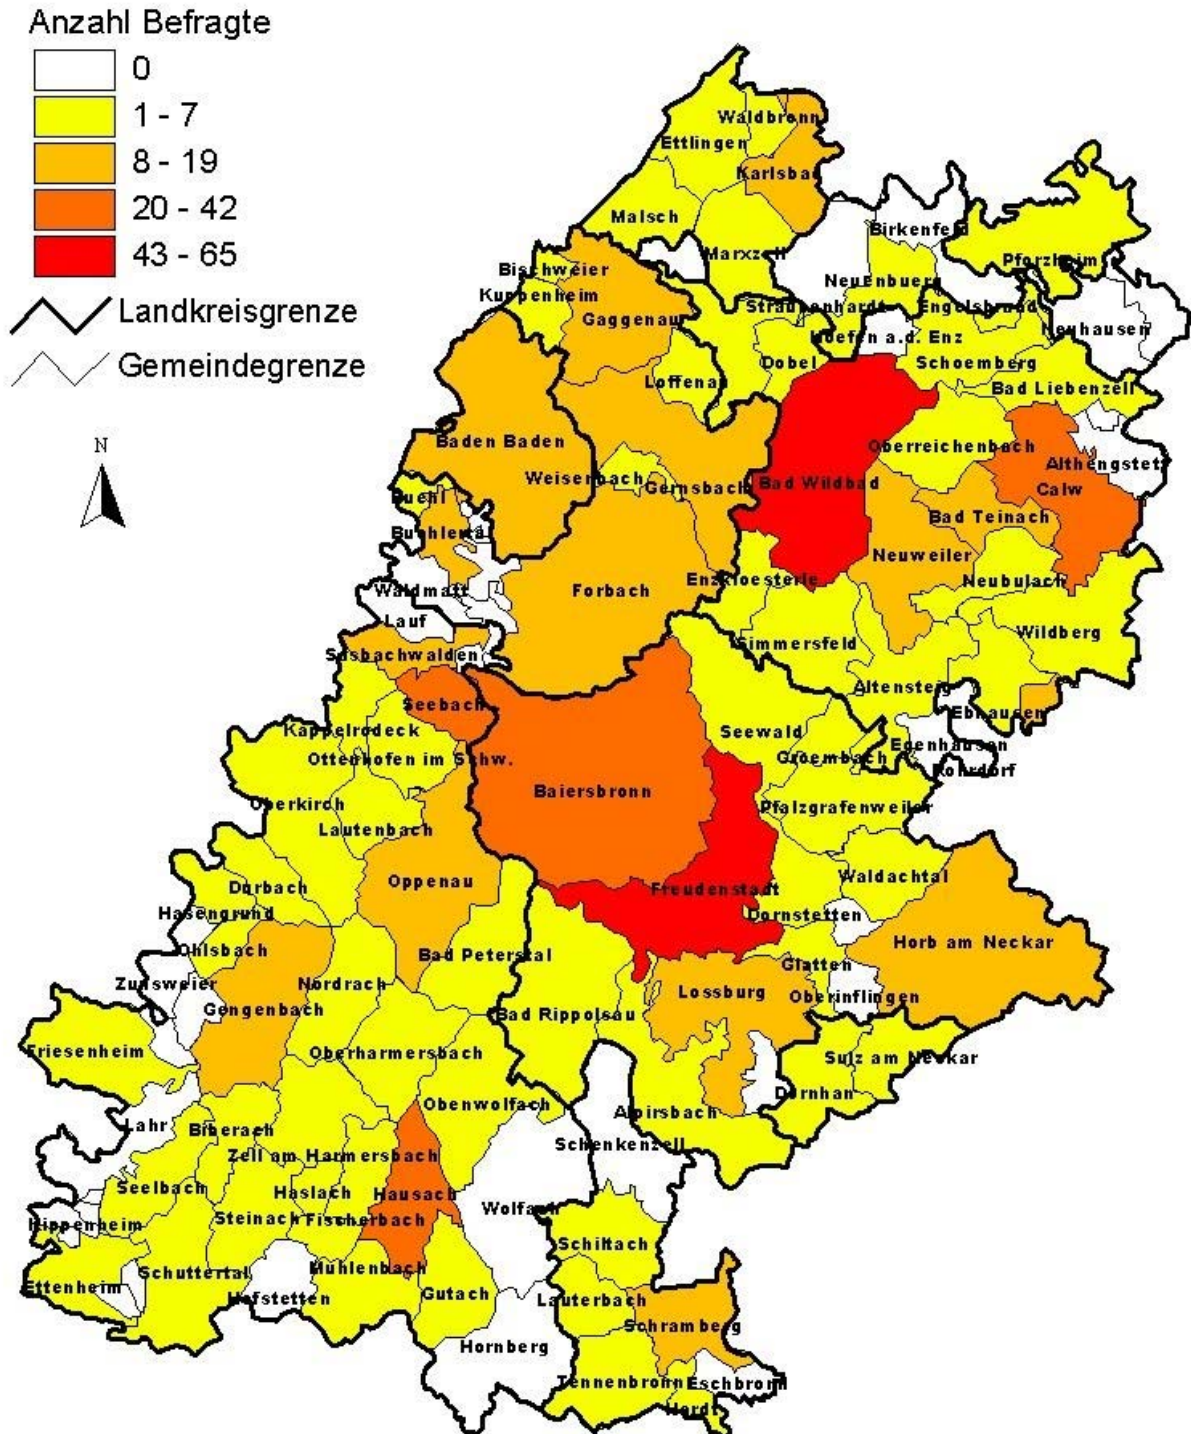 Anzahl Befragte
0
1 - 7
8 - 19
20 - 42
43 - 65
Landkreisgrenze
Gemeindegrenze
N
Waldbronn
Ettlingen
Karlsba
Malsch
Birkenfeld
Marxzell
Pforzheim
Bischweier
Neuenbuerg
Kuppenheim
Straubenhardt
Engelsbrand
Gaggenau
Neuhausen
Hoefen a.d. Enz
Dobel
Schoemberg
Loffenau
Bad Liebenzell
Baden Baden
Oberreichenbach
Althengstett
Weisenbach
Gernsbach
Bad Wildbad
Calw
Buehl
Bad Teinach
Buehlertal
Neuweiler
Enzkloesterle
Neubulach
Waldmatt
Forbach
Lauf
Wildberg
Simmersfeld
Sasbachwalden
Altensteig
Seebach
Ebhausen
Kappelrodeck
Seewald
Egenhausen
Ottenhofen im Schw.
Groembach
Rohrdorf
Baiersbronn
Oberkirch
Pfalzgrafenweiler
Lautenbach
Oppenau
Waldachtal
Durbach
Freudenstadt
Hasengrund
Dornstetten
Ohlsbach
Horb am Neckar
Bad Peterstal
Glatten
Zunsweier
Nordrach
Lossburg
Oberinflingen
Gengenbach
Bad Rippolsau
Friesenheim
Oberharmersbach
Sulz am Neckar
Dornhan
Obenwolfach
Alpirsbach
Lahr
Biberach
Schenkenzell
Zell am Harmersbach
Seelbach
Haslach
Hausach
Wolfach
Kippenheim
Steinach
Fischerbach
Schiltach
Muhlenbach
Schuttertal
Ettenheim
Hofstetten
Gutach
Lauterbach
Schramberg
Hornberg
Tennenbronn
Eschbronn
Hardt